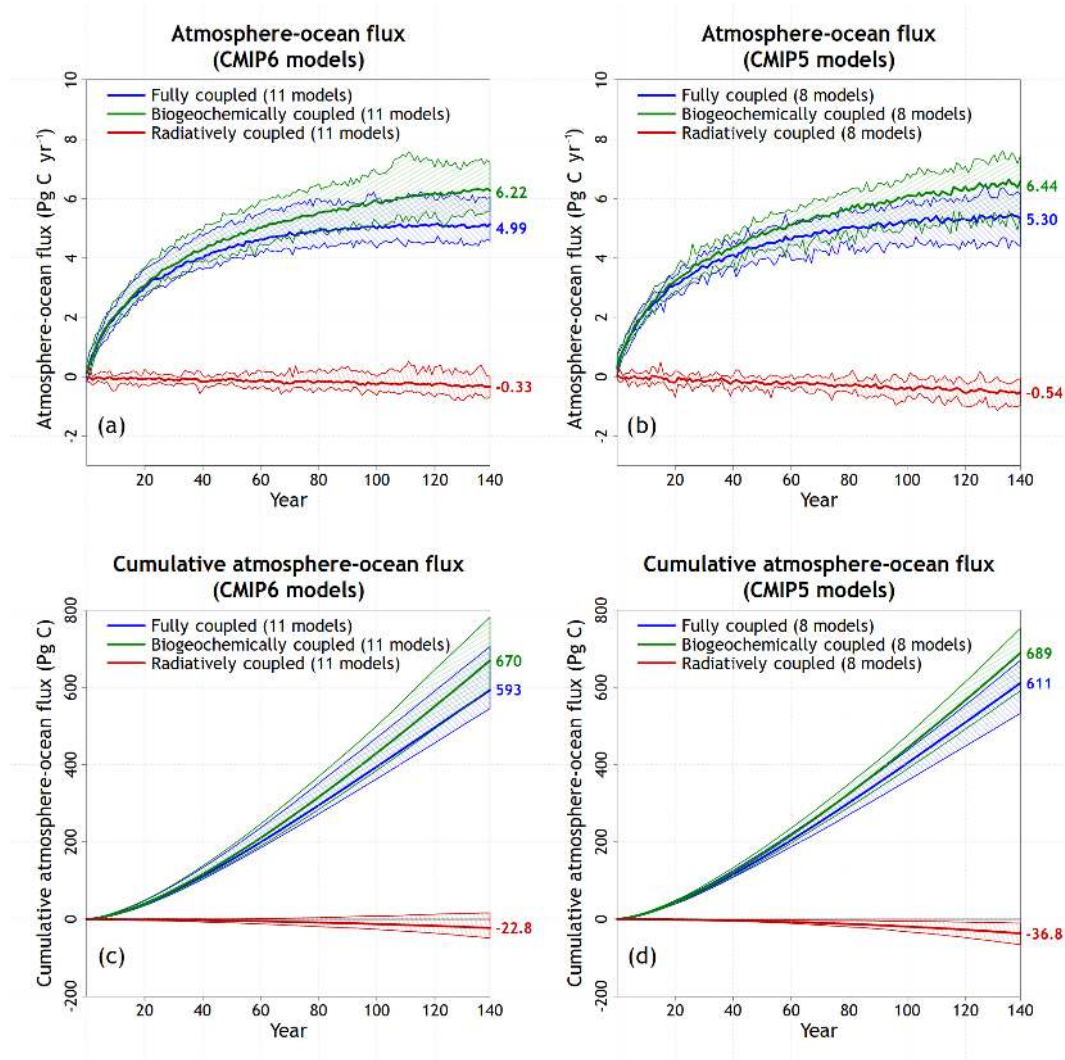 Atmosphere-ocean flux
(CMIP6 models)
Fully coupled (11 models)
Biogeochemically coupled (11 models)
Radiatively coupled (11 models)
Atmosphere-ocean flux (Pg C yr⁻¹)
10
8
6
4
2
0
-2
6.22
4.99
-0.33
(a)
20 40 60 80 100 120 140
Year
Atmosphere-ocean flux
(CMIP5 models)
Fully coupled (8 models)
Biogeochemically coupled (8 models)
Radiatively coupled (8 models)
Atmosphere-ocean flux (Pg C yr⁻¹)
10
8
6
4
2
0
-2
6.44
5.30
-0.54
(b)
20 40 60 80 100 120 140
Year
Cumulative atmosphere-ocean flux
(CMIP6 models)
Fully coupled (11 models)
Biogeochemically coupled (11 models)
Radiatively coupled (11 models)
Cumulative atmosphere-ocean flux (Pg C)
800
600
400
200
0
-200
670
593
-22.8
(c)
20 40 60 80 100 120 140
Year
Cumulative atmosphere-ocean flux
(CMIP5 models)
Fully coupled (8 models)
Biogeochemically coupled (8 models)
Radiatively coupled (8 models)
Cumulative atmosphere-ocean flux (Pg C)
800
600
400
200
0
-200
689
611
-36.8
(d)
20 40 60 80 100 120 140
Year